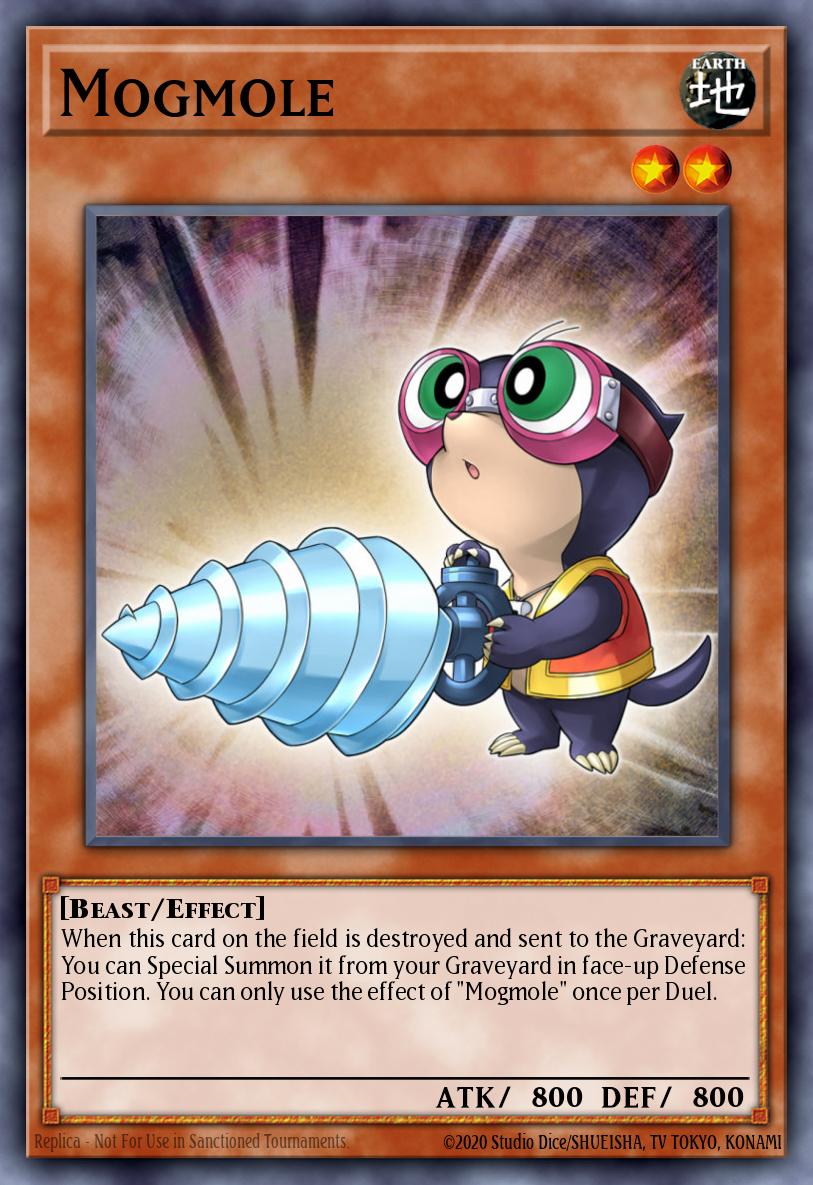 Mogmole
EARTH
地
[Beast/Effect]
When this card on the field is destroyed and sent to the Graveyard:
You can Special Summon it from your Graveyard in face-up Defense
Position. You can only use the effect of "Mogmole" once per Duel.
ATK/ 800 DEF/ 800
Replica - Not For Use in Sanctioned Tournaments.
©2020 Studio Dice/SHUEISHA, TV TOKYO, KONAMI